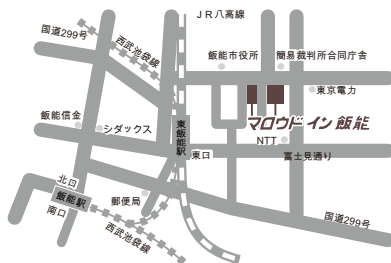 JR八高線
国道299号
西武池袋線
飯能市役所
簡易裁判所合同庁舎
東京電力
飯能信金
シダックス
東飯能駅
マロウドイン飯能
NTT
東口
富士見通り
北口
飯能駅
南口
郵便局
西武池袋線
国道299号